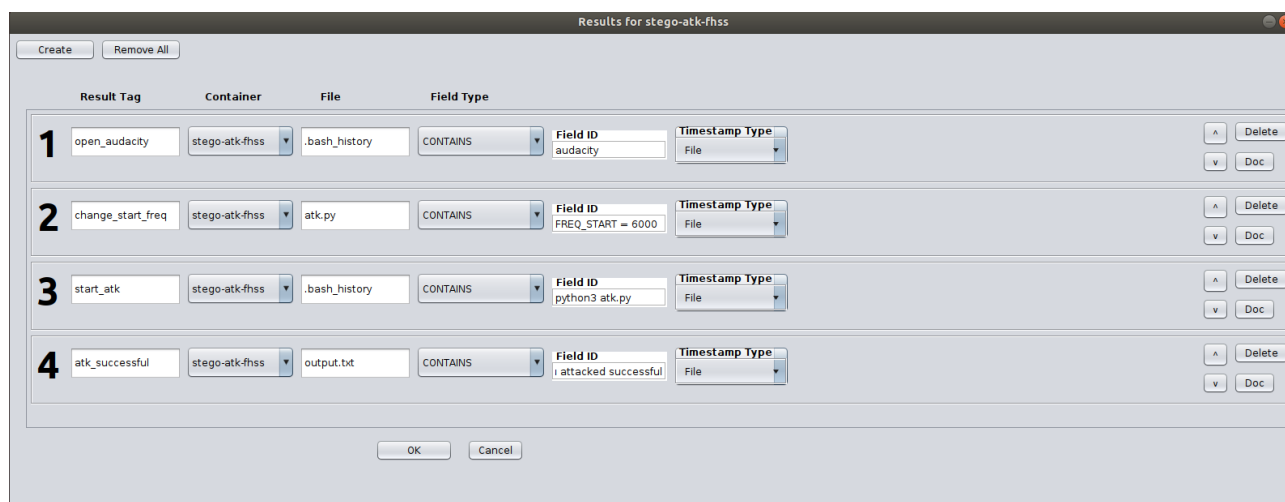 Results for stego-atk-fhss
Create Remove All
Result Tag Container File Field Type
1 open_audacity stego-atk-fhss .bash_history CONTAINS Field ID audacity Timestamp Type File ^ v Delete Doc
2 change_start_freq stego-atk-fhss atk.py CONTAINS Field ID FREQ_START = 6000 Timestamp Type File ^ v Delete Doc
3 start_atk stego-atk-fhss .bash_history CONTAINS Field ID python3 atk.py Timestamp Type File ^ v Delete Doc
4 atk_successful stego-atk-fhss output.txt CONTAINS Field ID attacked successful Timestamp Type File ^ v Delete Doc
OK Cancel